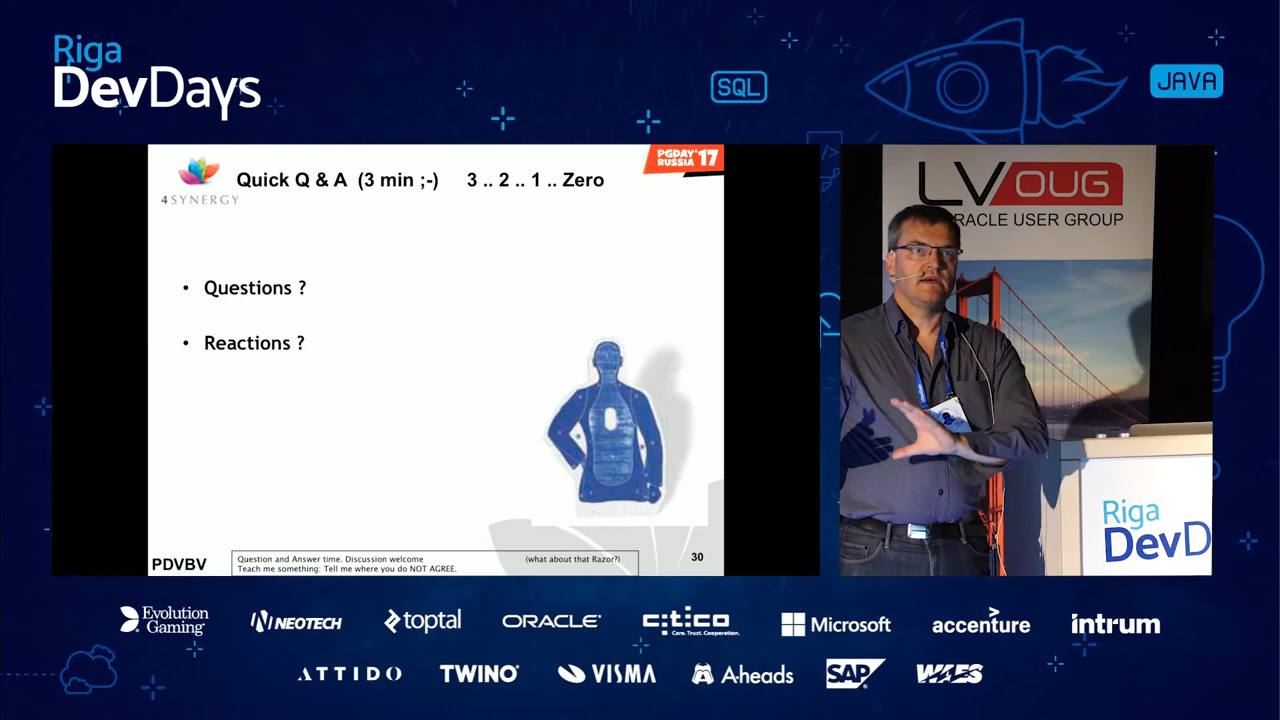 Riga
DevDays
SQL
JAVA
4SYNERGY
Quick Q & A (3 min ;-) 3 .. 2 .. 1 .. Zero
PGDAY'17
RUSSIA
• Questions ?
• Reactions ?
PDVBV
Question and Answer time. Discussion welcome (what about that Razor?)
Teach me something: Tell me where you do NOT AGREE.
30
LVOUG
RACLE USER GROUP
Riga
DevD
Evolution
Gaming
NEOTECH
toptal
ORACLE
citico
Care. Trust. Cooperation.
Microsoft
accenture
intrum
ATTIDO
TWINO
VISMA
A-heads
SAP
WAES